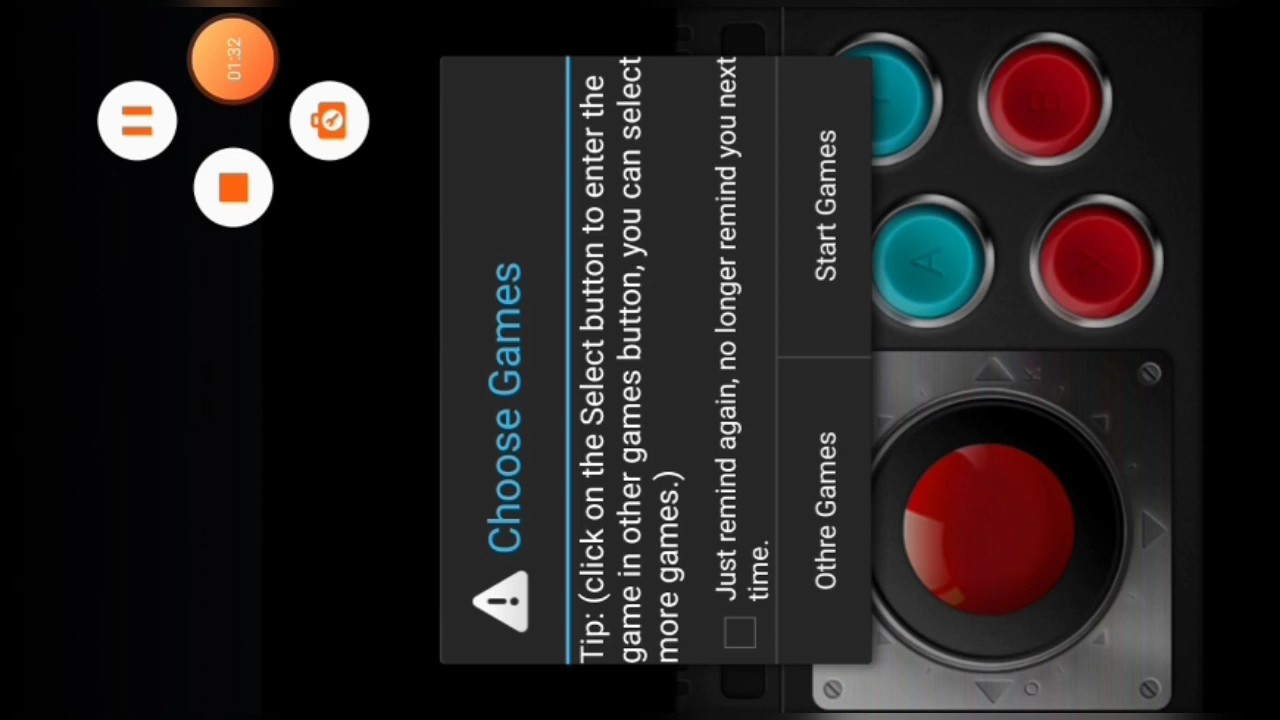 01:32
Choose Games
Tip: (click on the Select button to enter the
game in other games button, you can select
more games.)
Just remind again, no longer remind you next
time.
Othre Games
Start Games
A